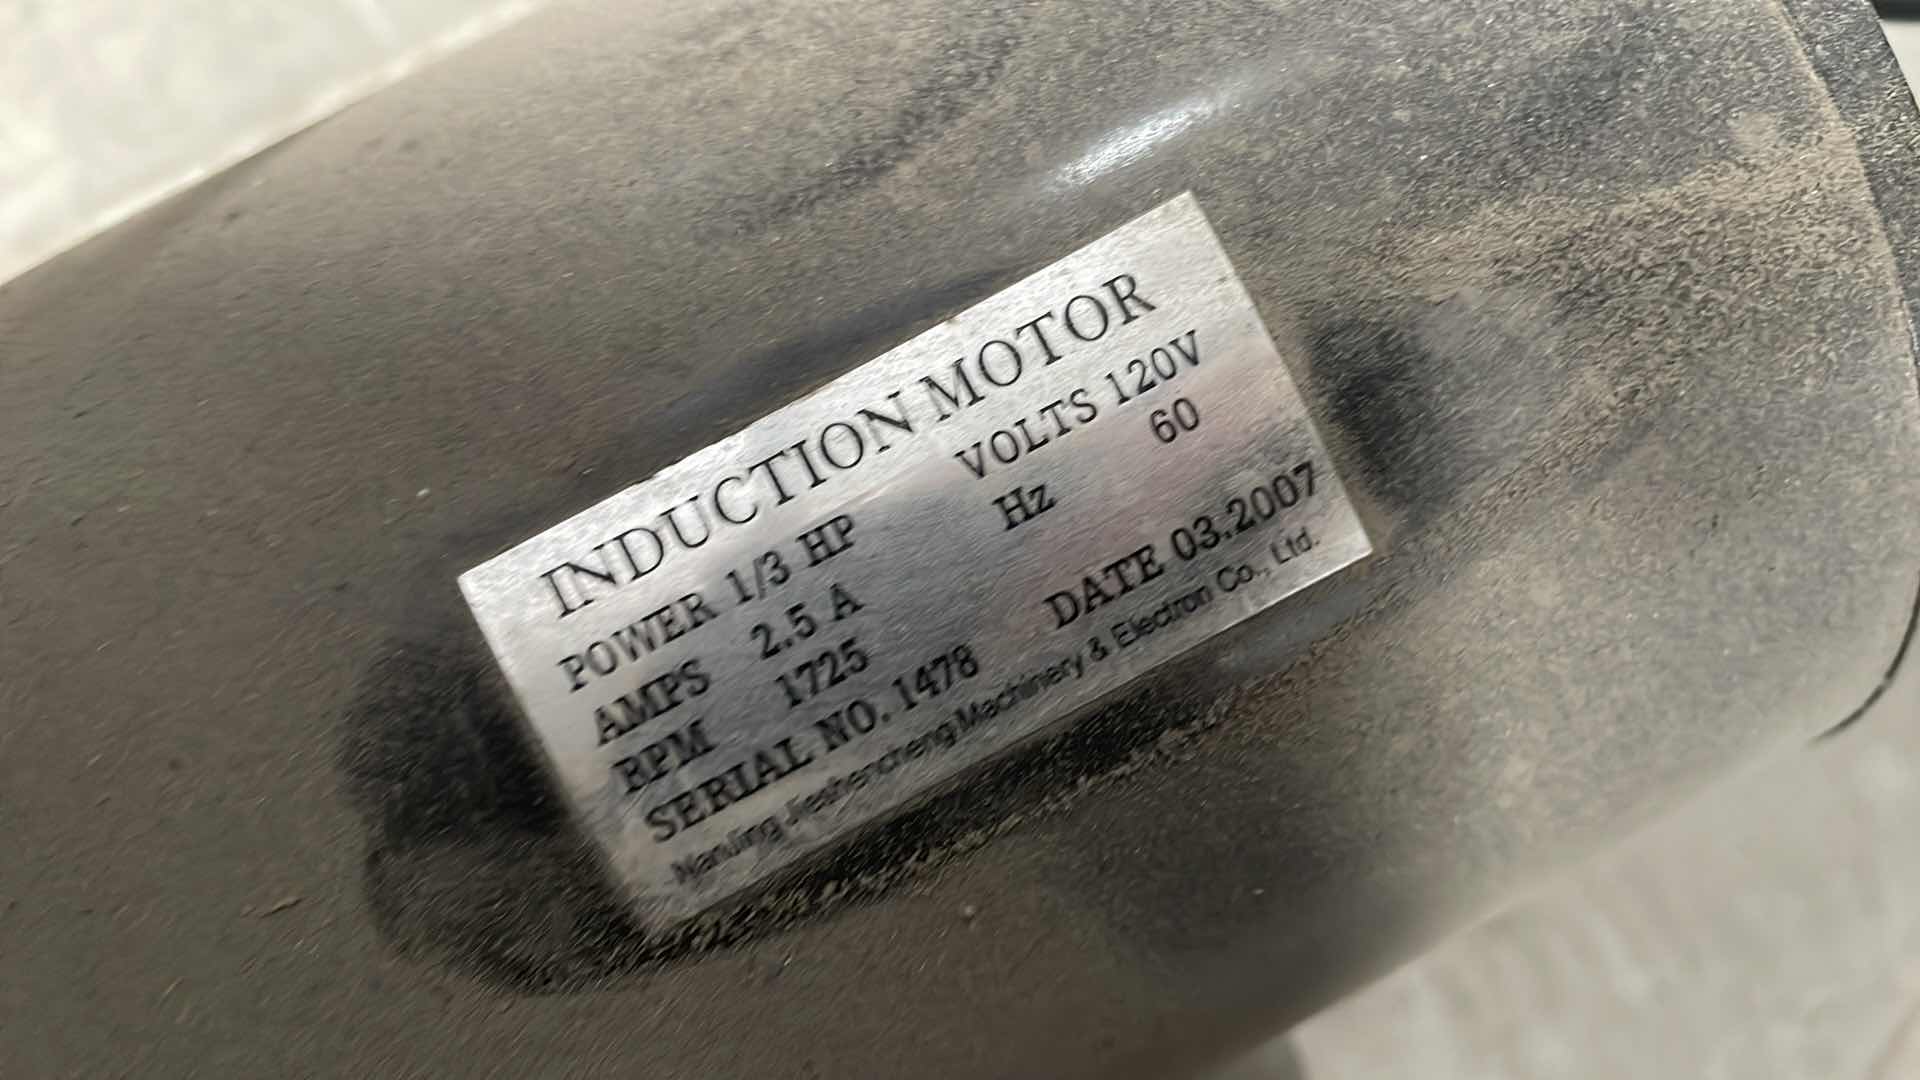 INDUCTION MOTOR
POWER 1/3 HP VOLTS 120V
AMPS 2.5 A Hz 60
RPM 1725
SERIAL NO. 1478 DATE 03.2007
Machinery & Electron Co., Ltd.